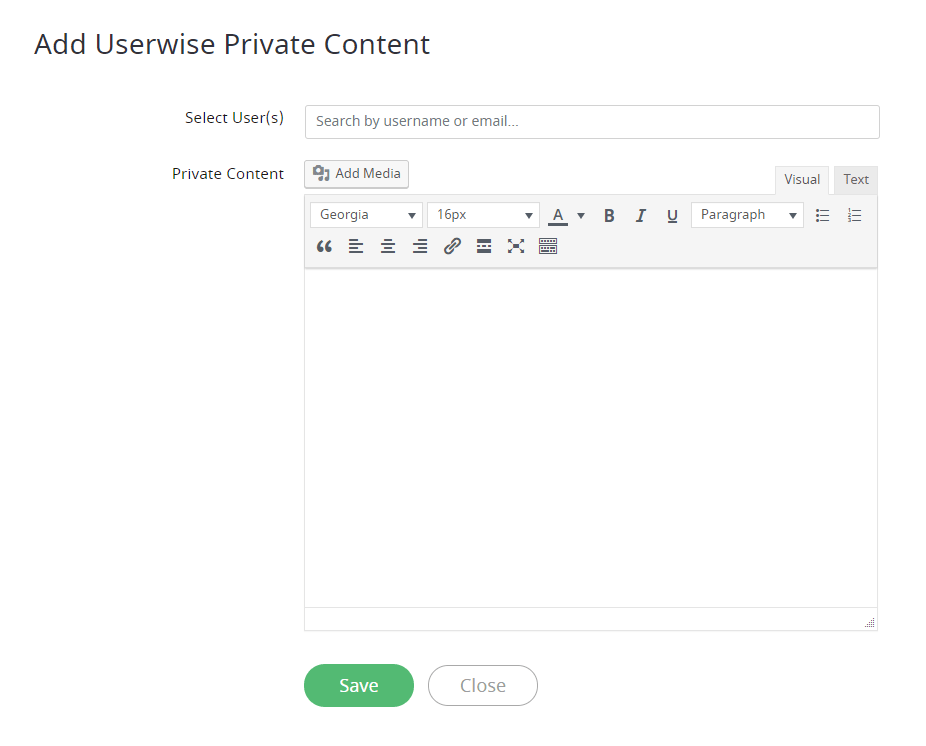 Add Userwise Private Content
Select User(s)
Search by username or email...
Private Content
Add Media
Visual
Text
Georgia
16px
A
B
I
U
Paragraph
Save
Close